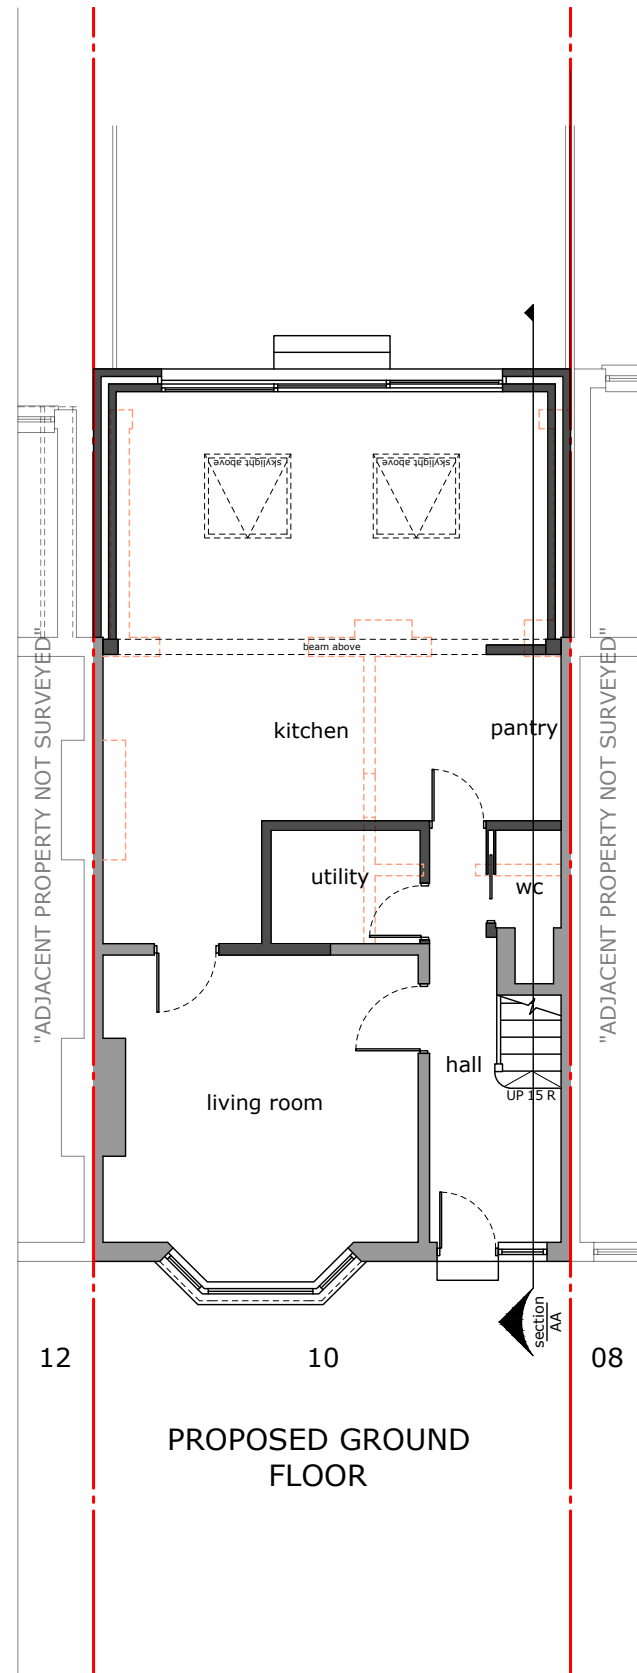 skylight above
skylight above
beam above
kitchen
pantry
"ADJACENT PROPERTY NOT SURVEYED"
"ADJACENT PROPERTY NOT SURVEYED"
utility
wc
hall
living room
UP 15 R
section
AA
12
10
08
PROPOSED GROUND
FLOOR